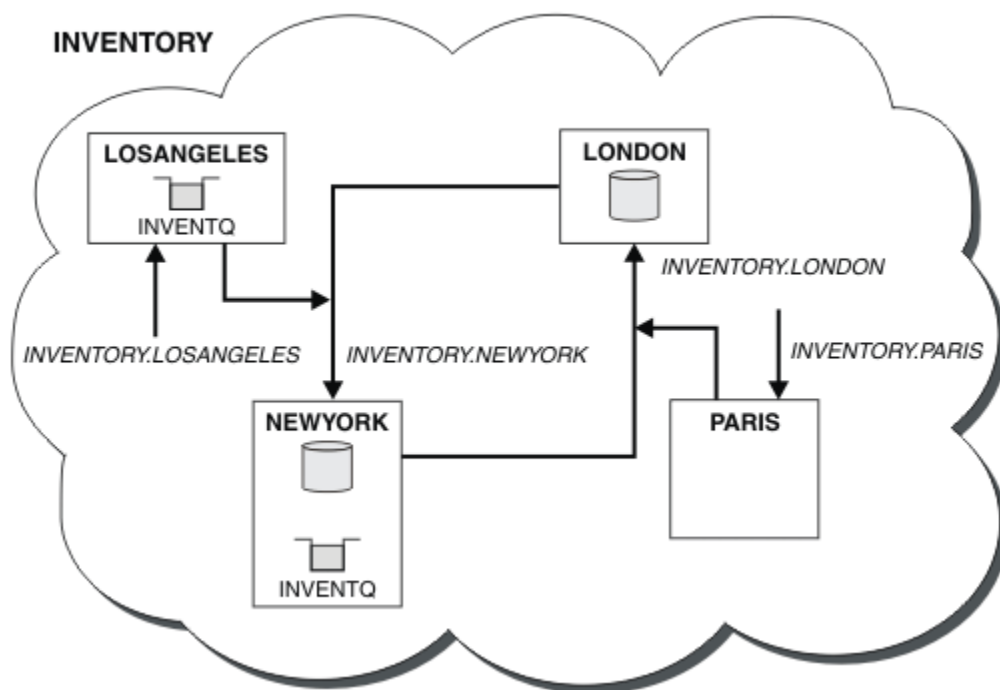 INVENTORY
LOSANGELES
INVENTQ
LONDON
INVENTORY.LONDON
INVENTORY.LOSANGELES
INVENTORY.NEWYORK
INVENTORY.PARIS
NEWYORK
INVENTQ
PARIS